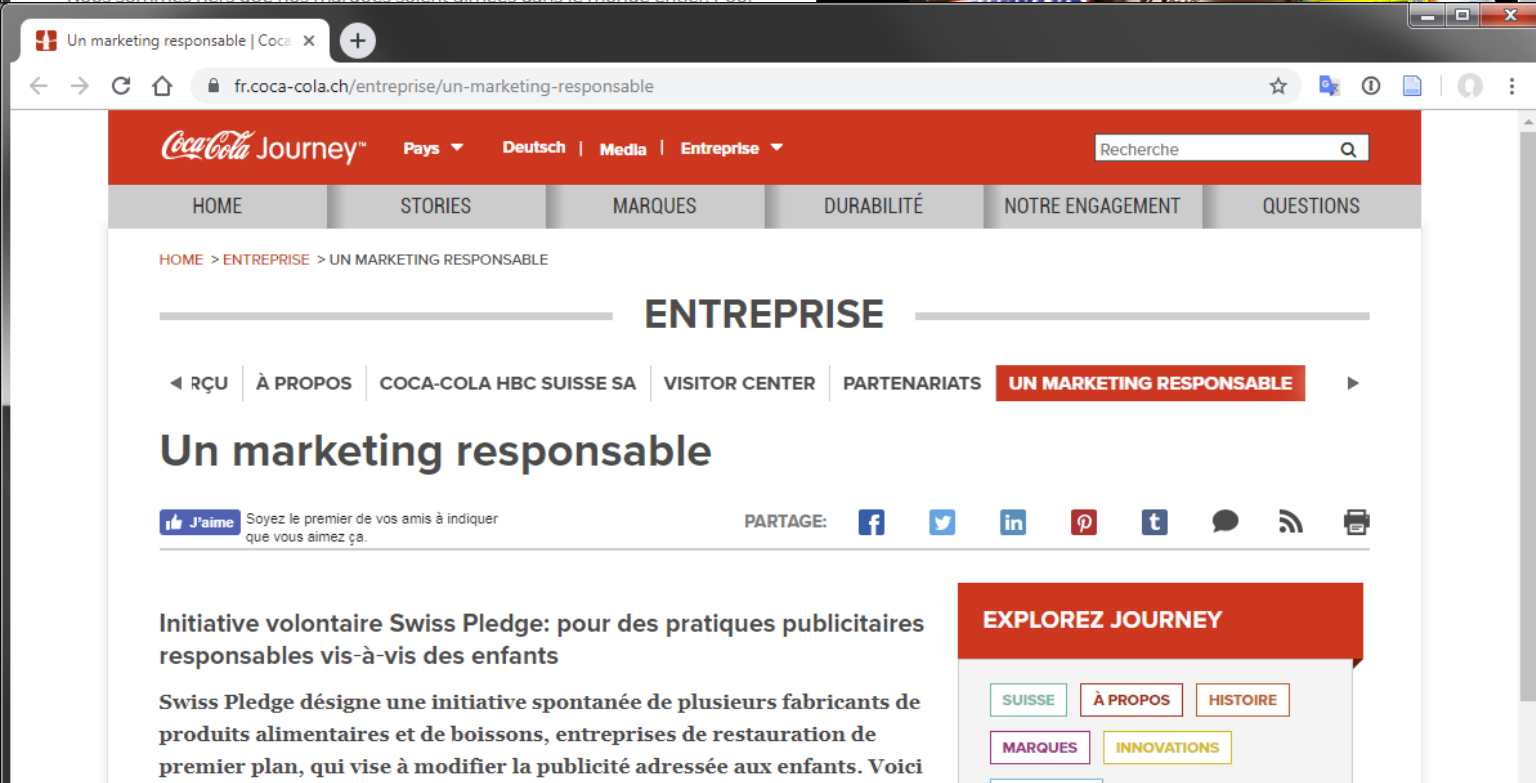 Un marketing responsable | Coca
fr.coca-cola.ch/entreprise/un-marketing-responsable
Coca-Cola Journey™ Pays Deutsch | Media | Entreprise Recherche
HOME STORIES MARQUES DURABILITÉ NOTRE ENGAGEMENT QUESTIONS
HOME > ENTREPRISE > UN MARKETING RESPONSABLE
ENTREPRISE
RÇU À PROPOS COCA-COLA HBC SUISSE SA VISITOR CENTER PARTENARIATS UN MARKETING RESPONSABLE
Un marketing responsable
J'aime Soyez le premier de vos amis à indiquer
que vous aimez ça.
PARTAGE:
Initiative volontaire Swiss Pledge: pour des pratiques publicitaires
responsables vis-à-vis des enfants
Swiss Pledge désigne une initiative spontanée de plusieurs fabricants de
produits alimentaires et de boissons, entreprises de restauration de
premier plan, qui vise à modifier la publicité adressée aux enfants. Voici
EXPLOREZ JOURNEY
SUISSE À PROPOS HISTOIRE
MARQUES INNOVATIONS